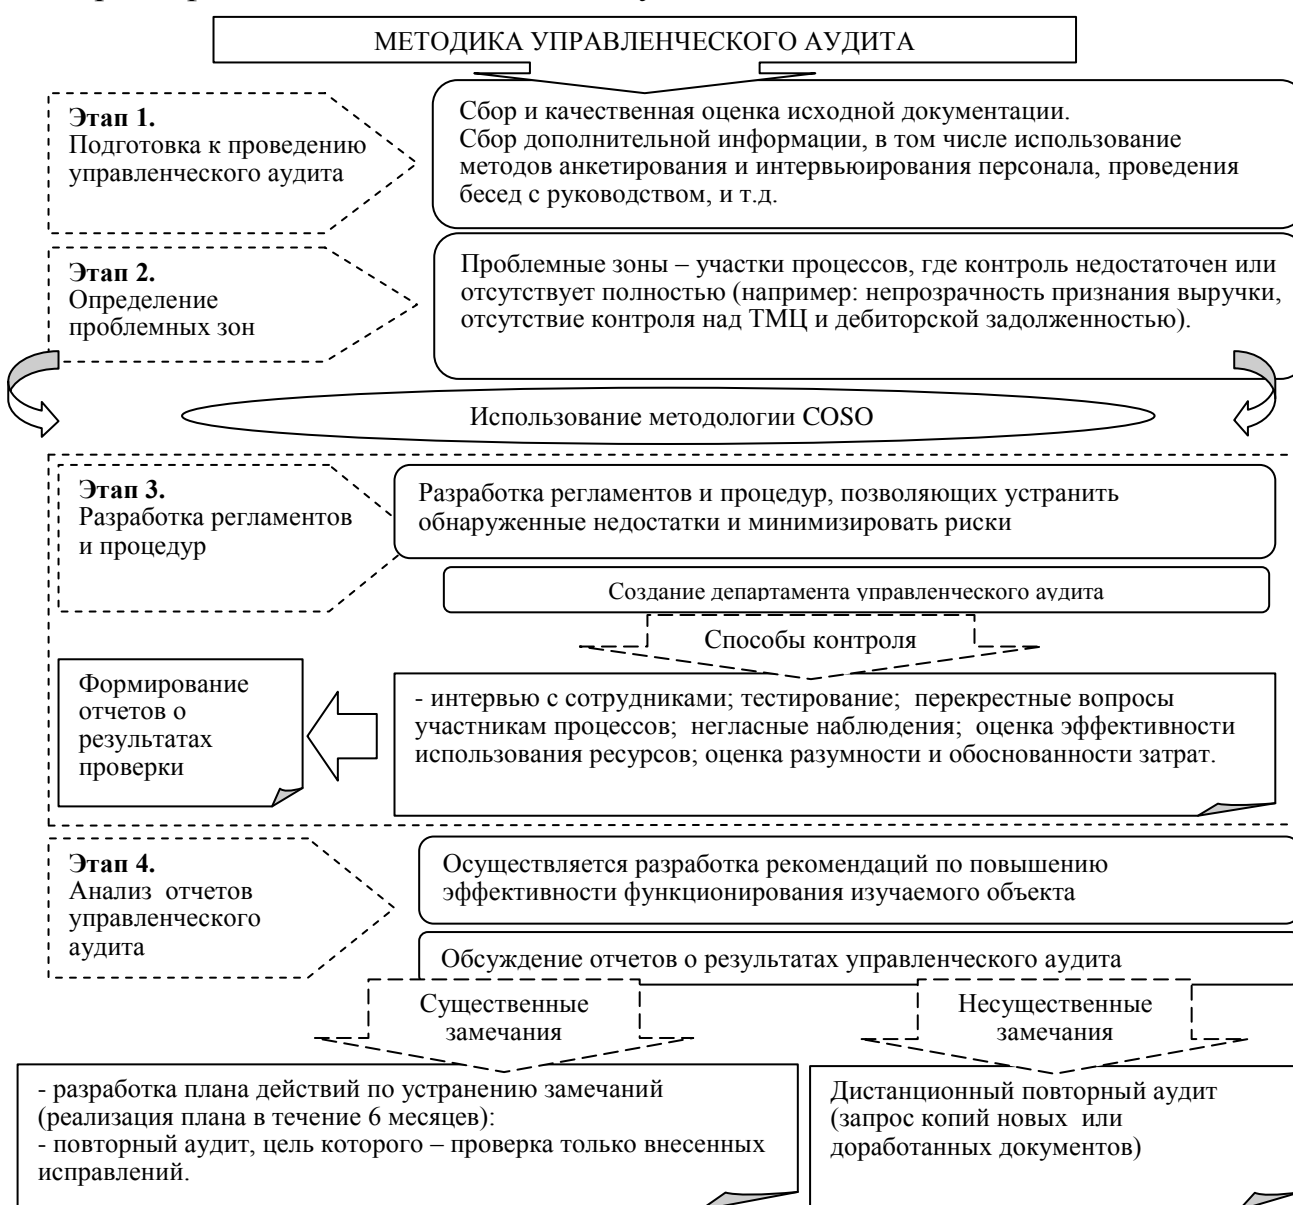 МЕТОДИКА УПРАВЛЕНЧЕСКОГО АУДИТА
Этап 1.
Подготовка к проведению
управленческого аудита
Сбор и качественная оценка исходной документации.
Сбор дополнительной информации, в том числе использование
методов анкетирования и интервьюирования персонала, проведения
бесед с руководством, и т.д.
Этап 2.
Определение
проблемных зон
Проблемные зоны – участки процессов, где контроль недостаточен или
отсутствует полностью (например: непрозрачность признания выручки,
отсутствие контроля над ТМЦ и дебиторской задолженностью).
Использование методологии COSO
Этап 3.
Разработка регламентов
и процедур
Разработка регламентов и процедур, позволяющих устранить
обнаруженные недостатки и минимизировать риски
Создание департамента управленческого аудита
Способы контроля
Формирование
отчетов о
результатах
проверки
- интервью с сотрудниками; тестирование;  перекрестные вопросы
участникам процессов;  негласные наблюдения;  оценка эффективности
использования ресурсов; оценка разумности и обоснованности затрат.
Этап 4.
Анализ  отчетов
управленческого
аудита
Осуществляется разработка рекомендаций по повышению
эффективности функционирования изучаемого объекта
Обсуждение отчетов о результатах управленческого аудита
Существенные
замечания
Несущественные
замечания
- разработка плана действий по устранению замечаний
(реализация плана в течение 6 месяцев):
- повторный аудит, цель которого – проверка только внесенных
исправлений.
Дистанционный повторный аудит
(запрос копий новых  или
доработанных документов)